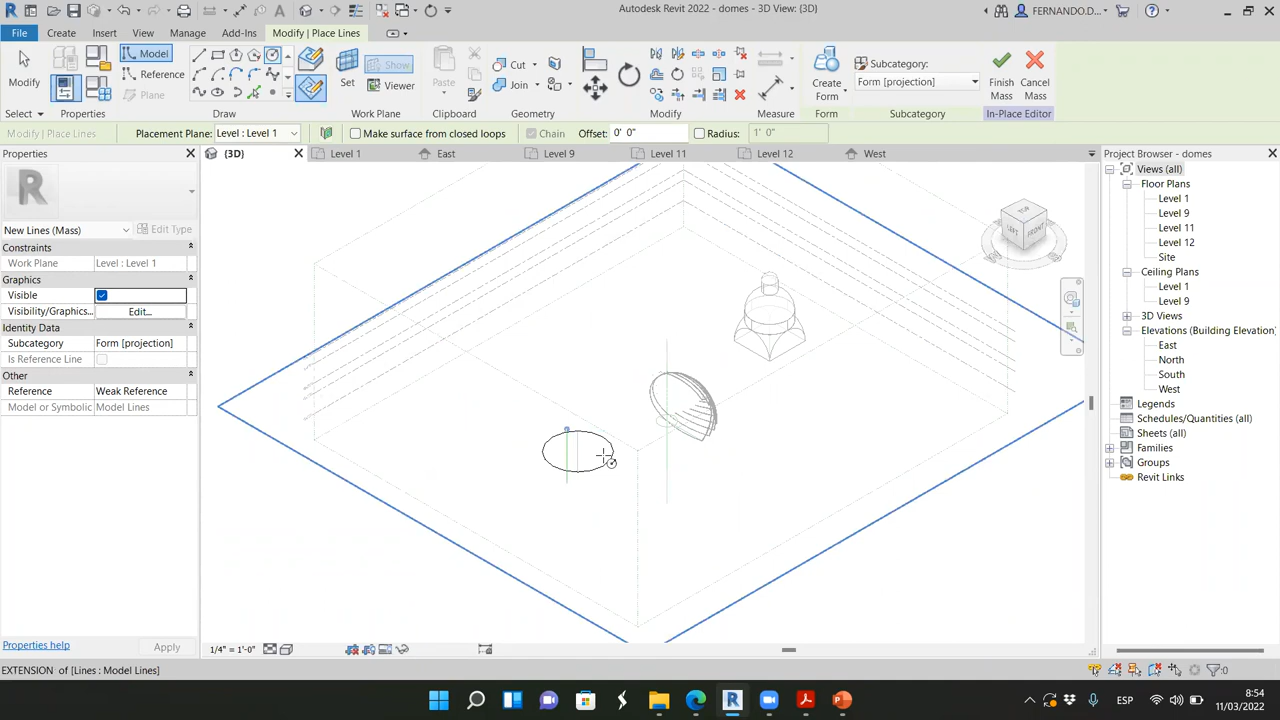 Autodesk Revit 2022 - domes - 3D View: {3D}
FERNANDO.D...
File
Create
Insert
View
Manage
Add-Ins
Modify | Place Lines
Modify
Model
Reference
Plane
Set
Show
Viewer
Paste
Cut
Join
Create Form
Subcategory:
Form [projection]
Finish Mass
Cancel Mass
Select
Properties
Draw
Work Plane
Clipboard
Geometry
Modify
Measure
Form
Subcategory
In-Place Editor
Modify | Place Lines
Placement Plane: Level : Level 1
Make surface from closed loops
Chain
Offset: 0' 0"
Radius: 1' 0"
Properties
{3D}
Level 1
East
Level 9
Level 11
Level 12
West
Project Browser - domes
New Lines (Mass)
Edit Type
Constraints
Work Plane Level : Level 1
Graphics
Visible
Visibility/Graphics... Edit...
Identity Data
Subcategory Form [projection]
Is Reference Line
Other
Reference Weak Reference
Model or Symbolic Model Lines
Properties help
Apply
TOP
LEFT
FRONT
Views (all)
Floor Plans
Level 1
Level 9
Level 11
Level 12
Site
Ceiling Plans
Level 1
Level 9
3D Views
Elevations (Building Elevation)
East
North
South
West
Legends
Schedules/Quantities (all)
Sheets (all)
Families
Groups
Revit Links
1/4" = 1'-0"
EXTENSION of [Lines : Model Lines]
:0
ESP
8:54
11/03/2022